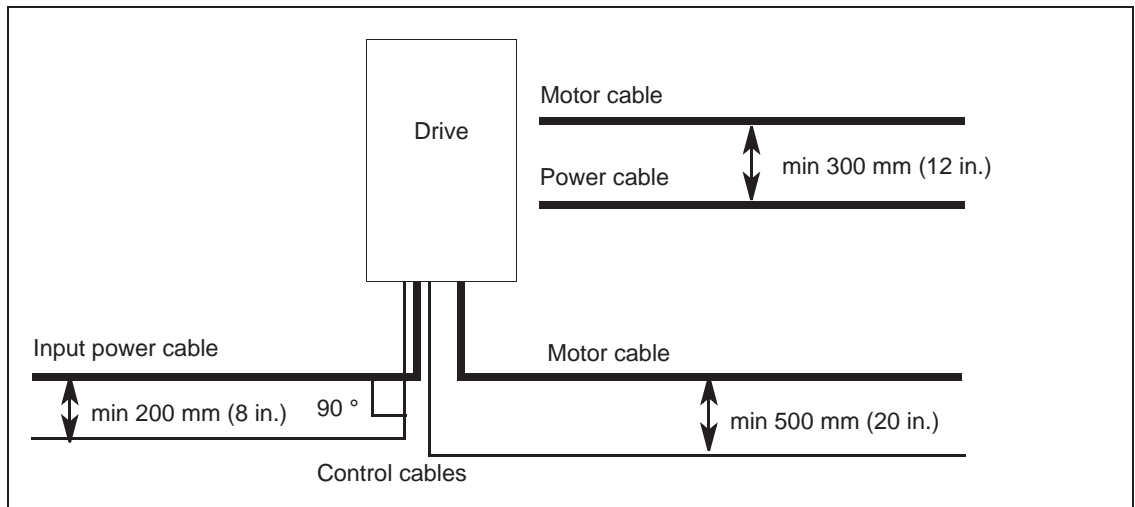 Drive
Motor cable
min 300 mm (12 in.)
Power cable
Input power cable
Motor cable
min 200 mm (8 in.)
90 °
min 500 mm (20 in.)
Control cables